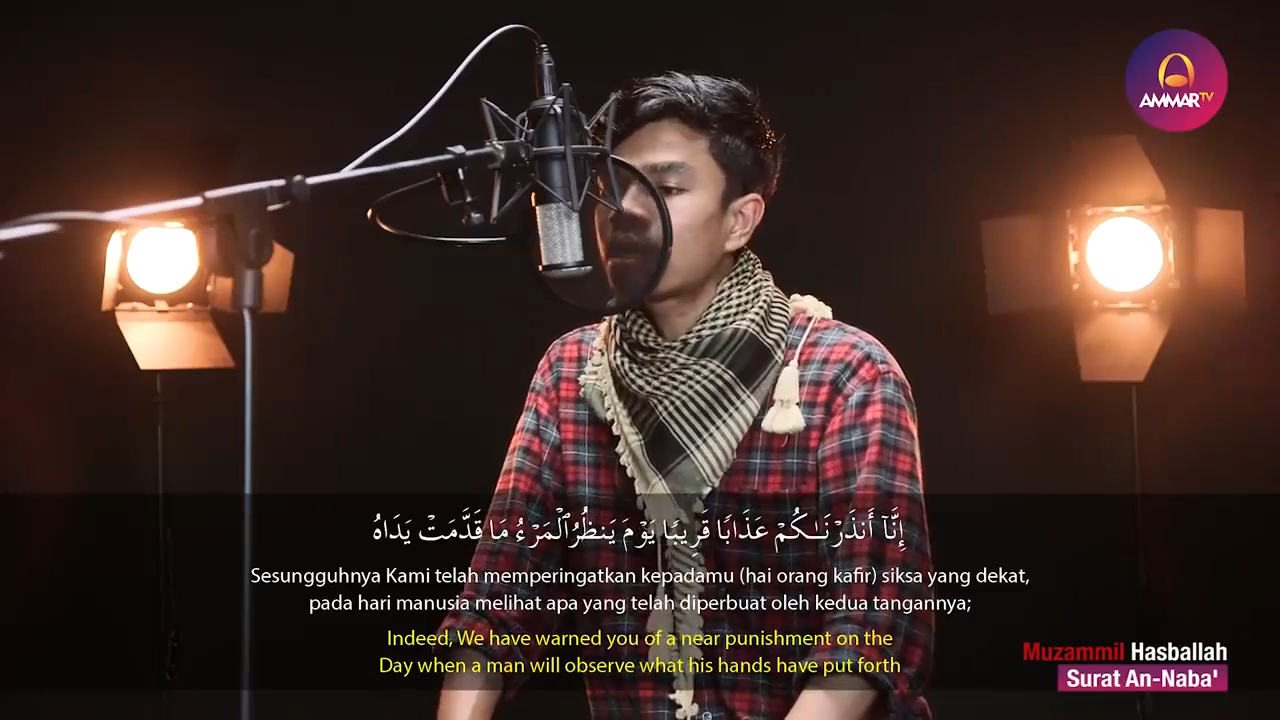 AMMARTV
إِنَّآ أَنذَرْنَـٰكُمْ عَذَابًا قَرِيبًا يَوْمَ يَنظُرُٱلْمَرْءُ مَا قَدَّمَتْ يَدَاهُ
Sesungguhnya Kami telah memperingatkan kepadamu (hai orang kafir) siksa yang dekat,
pada hari manusia melihat apa yang telah diperbuat oleh kedua tangannya;
Indeed, We have warned you of a near punishment on the
Day when a man will observe what his hands have put forth
Muzammil Hasballah
Surat An-Naba'